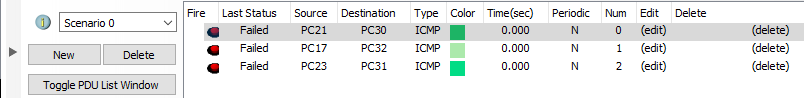 Scenario 0
New Delete
Toggle PDU List Window
Fire Last Status Source Destination Type Color Time(sec) Periodic Num Edit Delete
Failed PC21 PC30 ICMP 0.000 N 0 (edit) (delete)
Failed PC17 PC32 ICMP 0.000 N 1 (edit) (delete)
Failed PC23 PC31 ICMP 0.000 N 2 (edit) (delete)